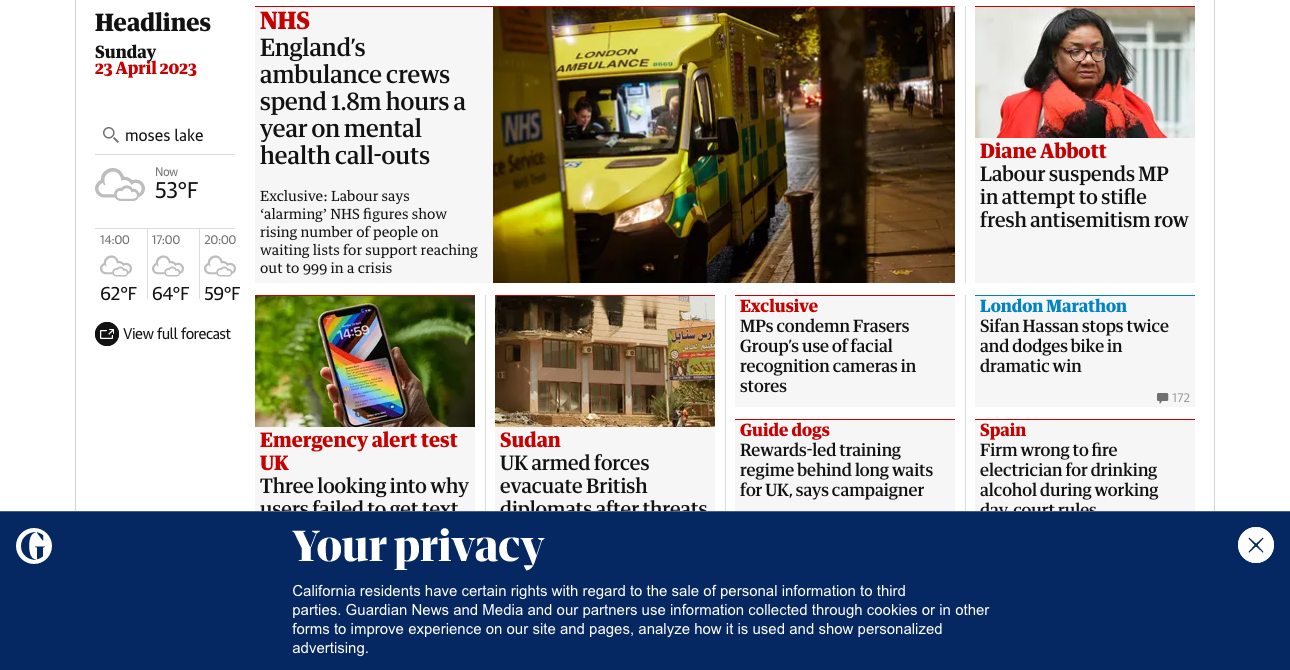 Headlines
Sunday
23 April 2023
moses lake
Now
53°F
14:00
17:00
20:00
62°F
64°F
59°F
View full forecast
NHS
England’s
ambulance crews
spend 1.8m hours a
year on mental
health call-outs
Exclusive: Labour says
‘alarming’ NHS figures show
rising number of people on
waiting lists for support reaching
out to 999 in a crisis
LONDON
AMBULANCE
NHS
ce Service
Diane Abbott
Labour suspends MP
in attempt to stifle
fresh antisemitism row
14:59
Emergency alert test
UK
Three looking into why
users failed to get text
Sudan
UK armed forces
evacuate British
diplomats after threats
Exclusive
MPs condemn Frasers
Group’s use of facial
recognition cameras in
stores
London Marathon
Sifan Hassan stops twice
and dodges bike in
dramatic win
172
Guide dogs
Rewards-led training
regime behind long waits
for UK, says campaigner
Spain
Firm wrong to fire
electrician for drinking
alcohol during working
day, court rules
G
Your privacy
California residents have certain rights with regard to the sale of personal information to third
parties. Guardian News and Media and our partners use information collected through cookies or in other
forms to improve experience on our site and pages, analyze how it is used and show personalized
advertising.